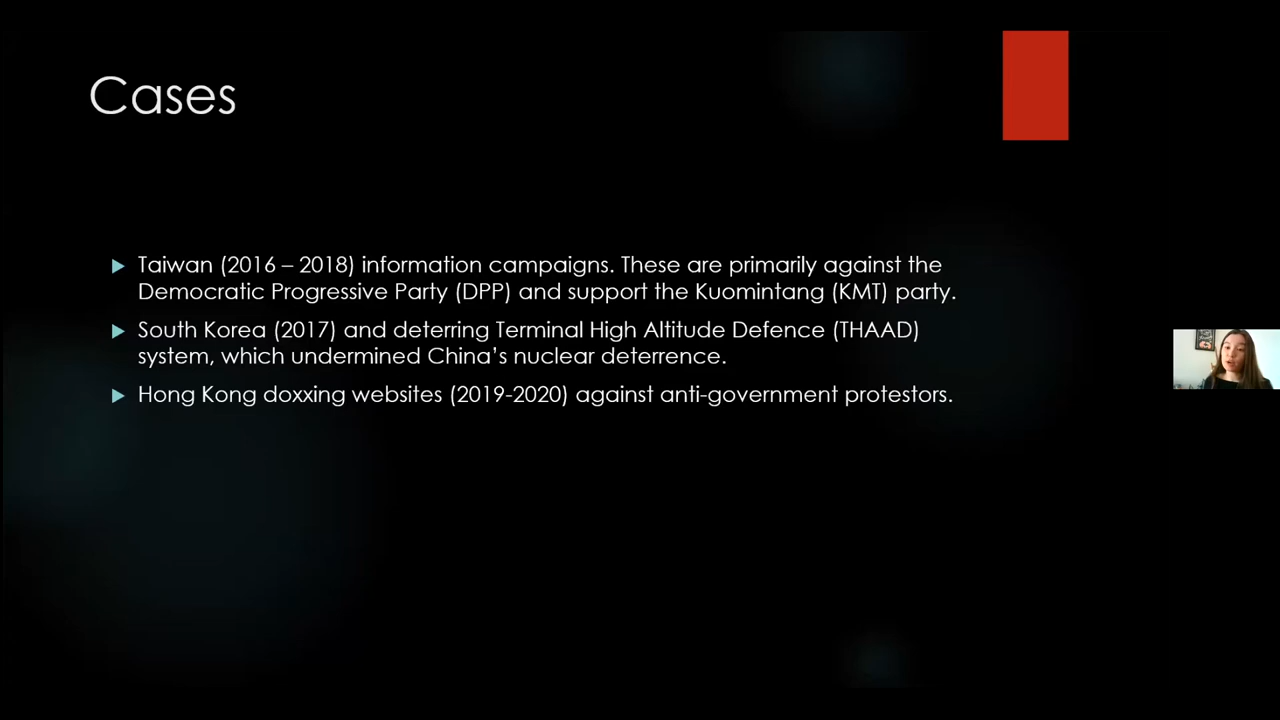 Cases
Taiwan (2016 – 2018) information campaigns. These are primarily against the
Democratic Progressive Party (DPP) and support the Kuomintang (KMT) party.
South Korea (2017) and deterring Terminal High Altitude Defence (THAAD)
system, which undermined China’s nuclear deterrence.
Hong Kong doxxing websites (2019-2020) against anti-government protestors.